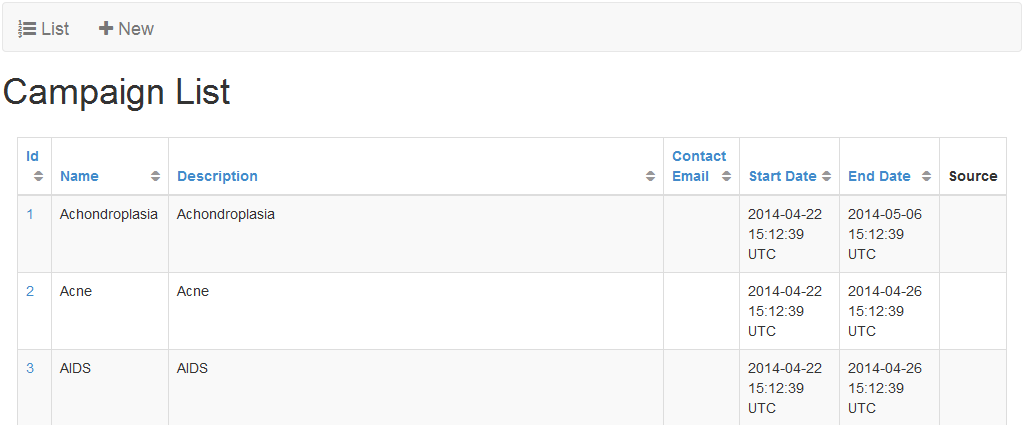 List New
Campaign List
Id Name Description Contact Email Start Date End Date Source
1 Achondroplasia Achondroplasia 2014-04-22 15:12:39 UTC 2014-05-06 15:12:39 UTC
2 Acne Acne 2014-04-22 15:12:39 UTC 2014-04-26 15:12:39 UTC
3 AIDS AIDS 2014-04-22 15:12:39 UTC 2014-04-26 15:12:39 UTC